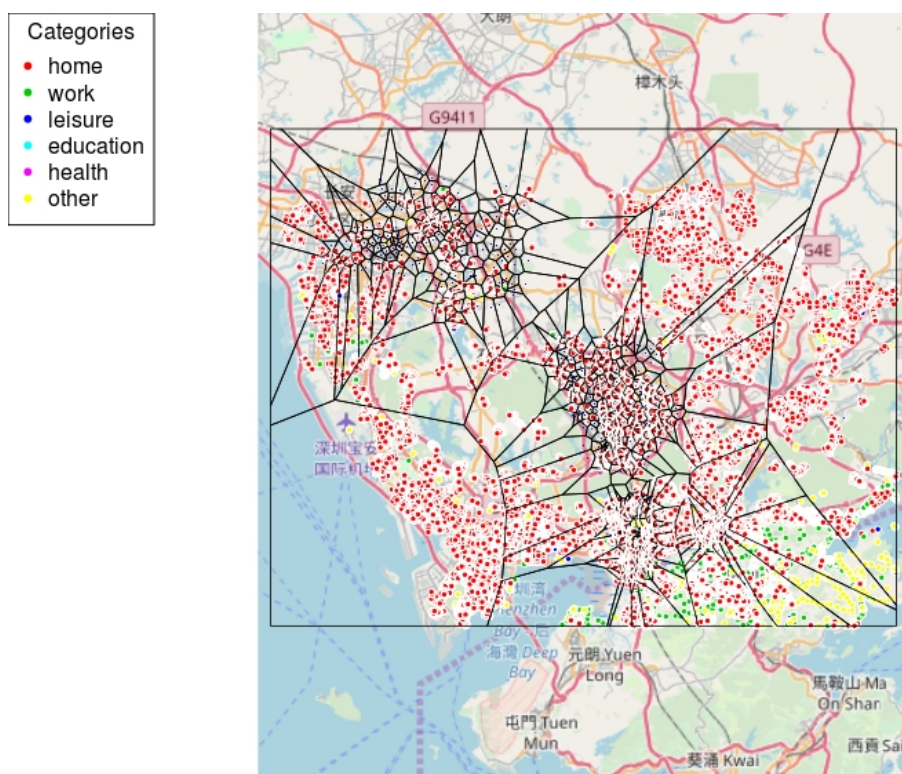 Categories
home
work
leisure
education
health
other
大朗
樟木头
G9411
G4E
深圳宝安
国际机场
圳湾
Shenzhen
Bay - 后
海灣 Deep
Bay
元朗 Yuen
Long
馬鞍山 Ma
On Shan
屯門 Tuen
Mun
西貢 Sai
葵涌 Kwai